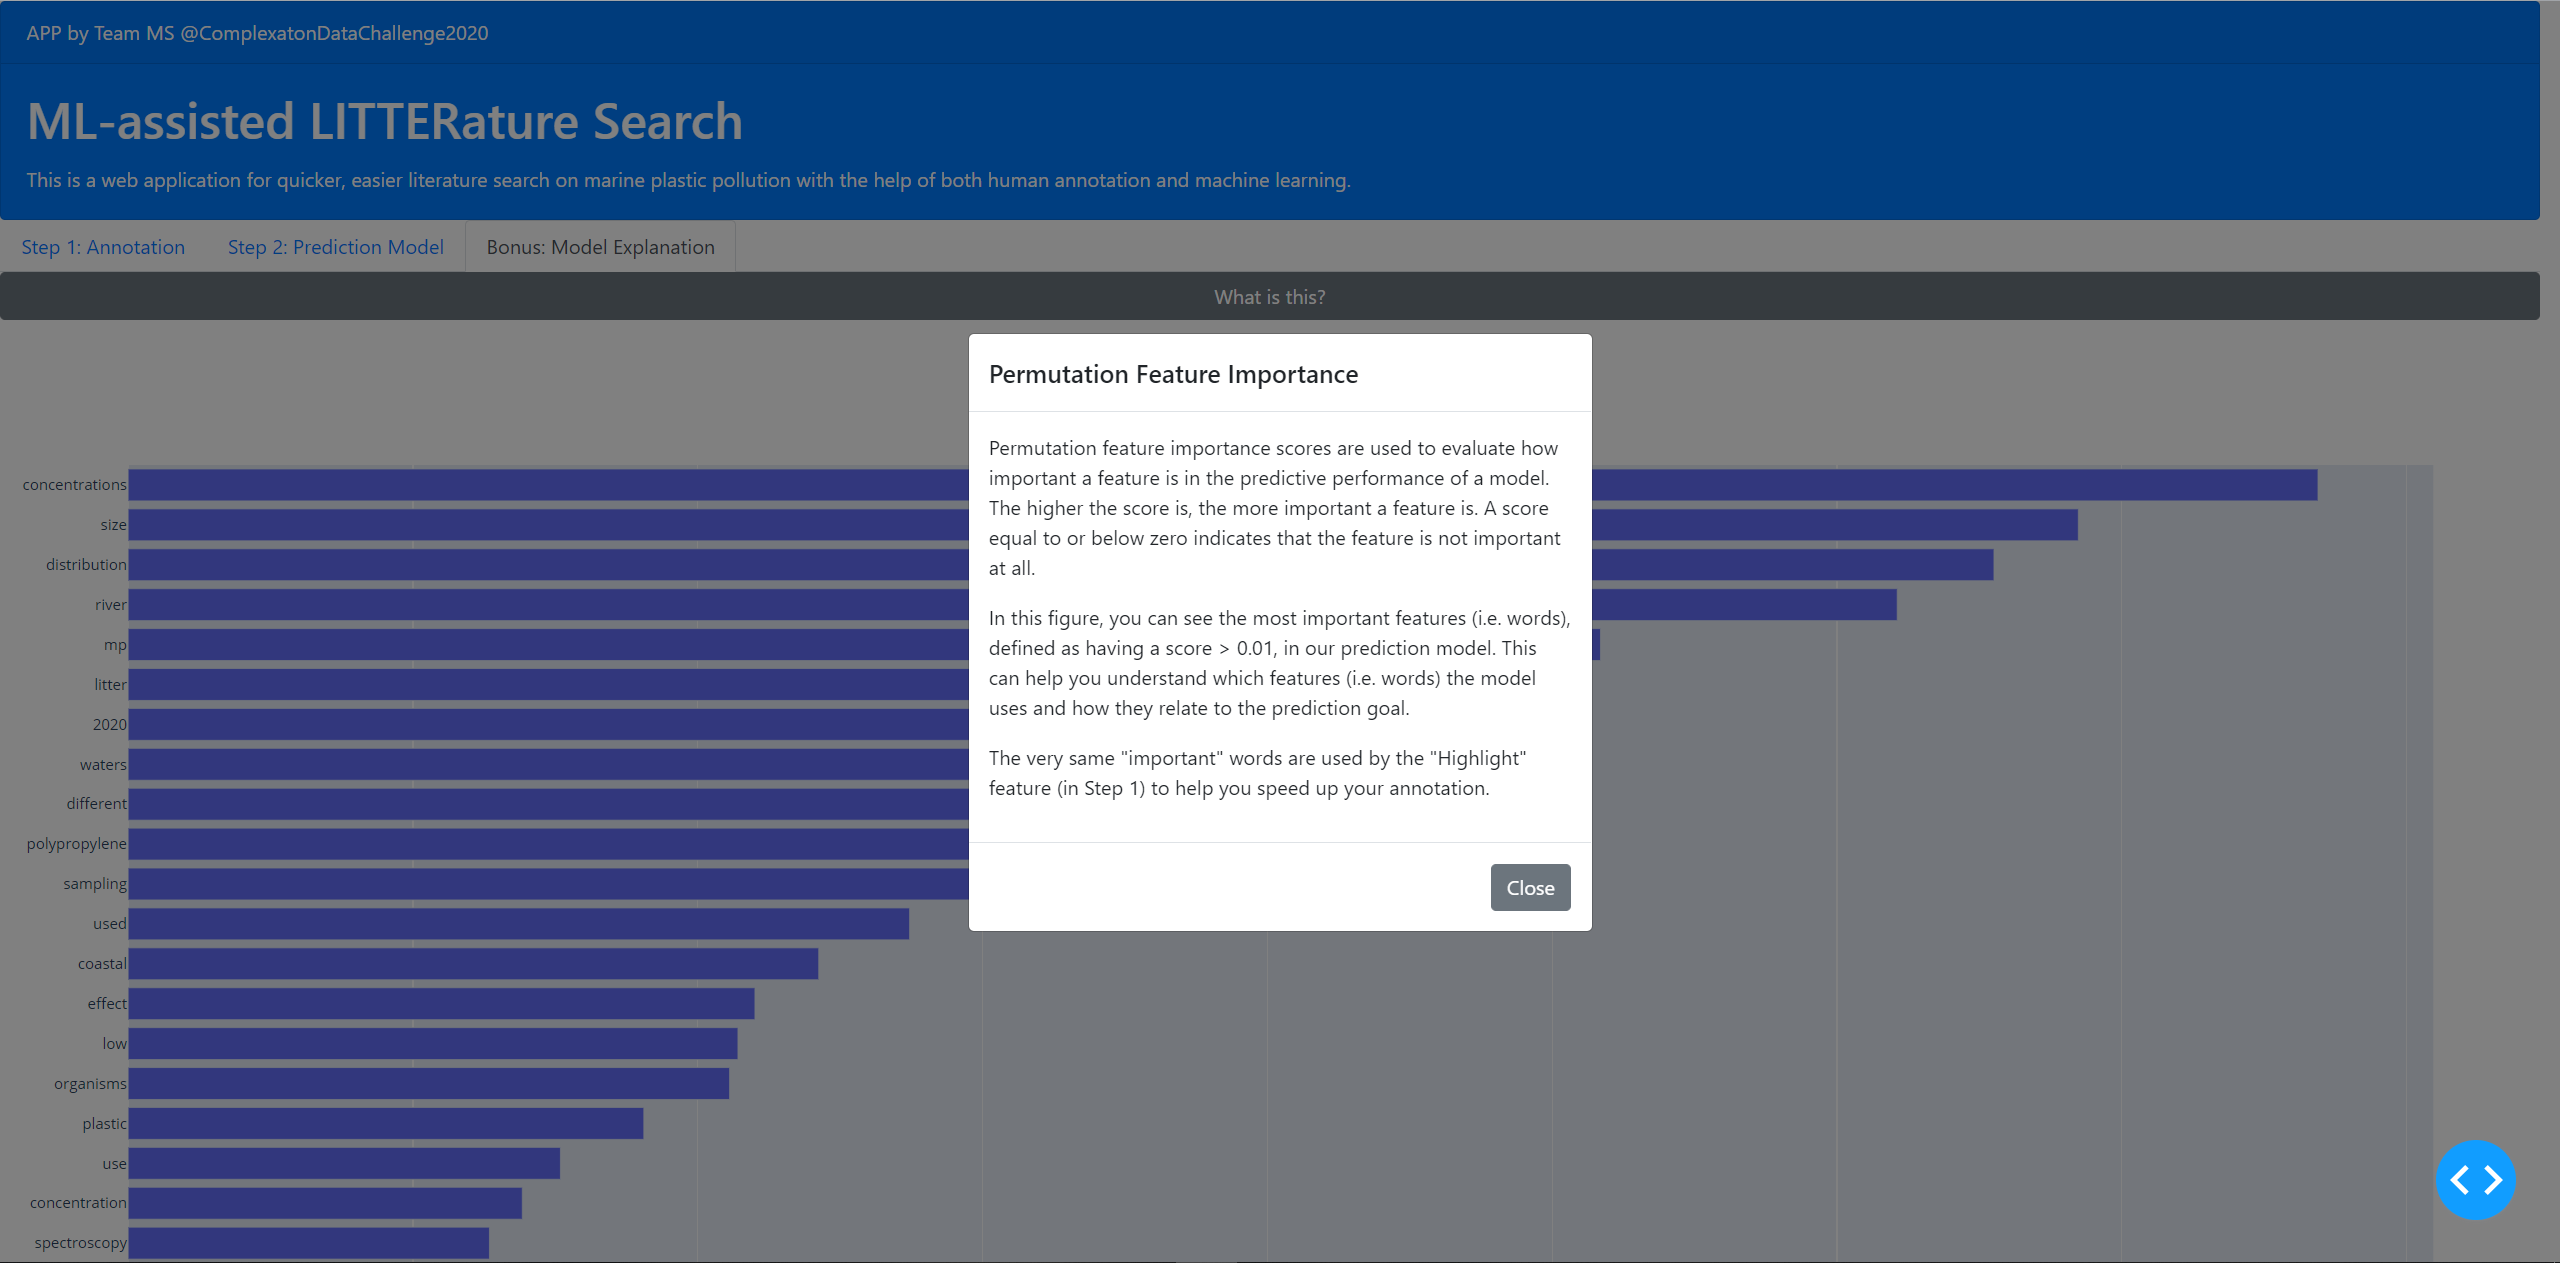 APP by Team MS @ComplexatonDataChallenge2020
ML-assisted LITTERature Search
This is a web application for quicker, easier literature search on marine plastic pollution with the help of both human annotation and machine learning.
Step 1: Annotation
Step 2: Prediction Model
Bonus: Model Explanation
What is this?
Permutation Feature Importance
Permutation feature importance scores are used to evaluate how
important a feature is in the predictive performance of a model.
The higher the score is, the more important a feature is. A score
equal to or below zero indicates that the feature is not important
at all.
In this figure, you can see the most important features (i.e. words),
defined as having a score > 0.01, in our prediction model. This
can help you understand which features (i.e. words) the model
uses and how they relate to the prediction goal.
The very same "important" words are used by the "Highlight"
feature (in Step 1) to help you speed up your annotation.
Close
concentrations
size
distribution
river
mp
litter
2020
waters
different
polypropylene
sampling
used
coastal
effect
low
organisms
plastic
use
concentration
spectroscopy